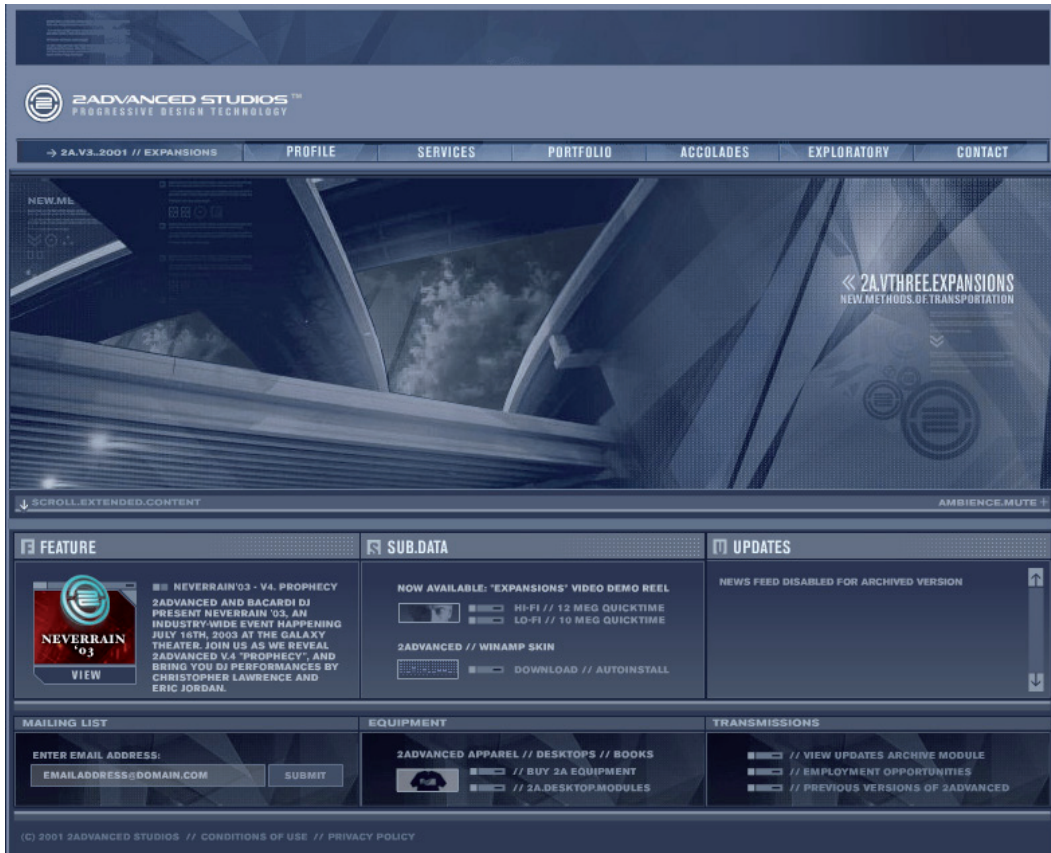 2ADVANCED STUDIOS™
PROGRESSIVE DESIGN TECHNOLOGY
→ 2A.V3..2001 // EXPANSIONS
PROFILE
SERVICES
PORTFOLIO
ACCOLADES
EXPLORATORY
CONTACT
NEW.ME
« 2A.VTHREE.EXPANSIONS
NEW.METHODS.OF.TRANSPORTATION
SCROLL.EXTENDED.CONTENT
AMBIENCE.MUTE +
F FEATURE
S SUB.DATA
U UPDATES
NEVERRAIN
'03
VIEW
NEVERRAIN'03 - V4. PROPHECY
2ADVANCED AND BACARDI DJ
PRESENT NEVERRAIN '03, AN
INDUSTRY-WIDE EVENT HAPPENING
JULY 16TH, 2003 AT THE GALAXY
THEATER. JOIN US AS WE REVEAL
2ADVANCED V.4 "PROPHECY", AND
BRING YOU DJ PERFORMANCES BY
CHRISTOPHER LAWRENCE AND
ERIC JORDAN.
NOW AVAILABLE: "EXPANSIONS" VIDEO DEMO REEL
HI-FI // 12 MEG QUICKTIME
LO-FI // 10 MEG QUICKTIME
2ADVANCED // WINAMP SKIN
DOWNLOAD // AUTOINSTALL
NEWS FEED DISABLED FOR ARCHIVED VERSION
MAILING LIST
ENTER EMAIL ADDRESS:
EMAILADDRESS@DOMAIN.COM
SUBMIT
EQUIPMENT
2ADVANCED APPAREL // DESKTOPS // BOOKS
// BUY 2A EQUIPMENT
// 2A.DESKTOP.MODULES
TRANSMISSIONS
// VIEW UPDATES ARCHIVE MODULE
// EMPLOYMENT OPPORTUNITIES
// PREVIOUS VERSIONS OF 2ADVANCED
(C) 2001 2ADVANCED STUDIOS // CONDITIONS OF USE // PRIVACY POLICY